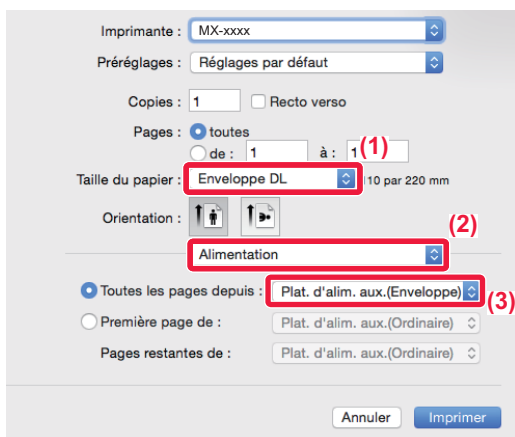 Imprimante : MX-xxxx
Préréglages : Réglages par défaut
Copies : 1 Recto verso
Pages : toutes
de : 1 à : 1
(1)
Taille du papier : Enveloppe DL 110 par 220 mm
Orientation :
(2)
Alimentation
Toutes les pages depuis : Plat. d'alim. aux.(Enveloppe)
(3)
Première page de : Plat. d'alim. aux.(Ordinaire)
Pages restantes de : Plat. d'alim. aux.(Ordinaire)
Annuler Imprimer